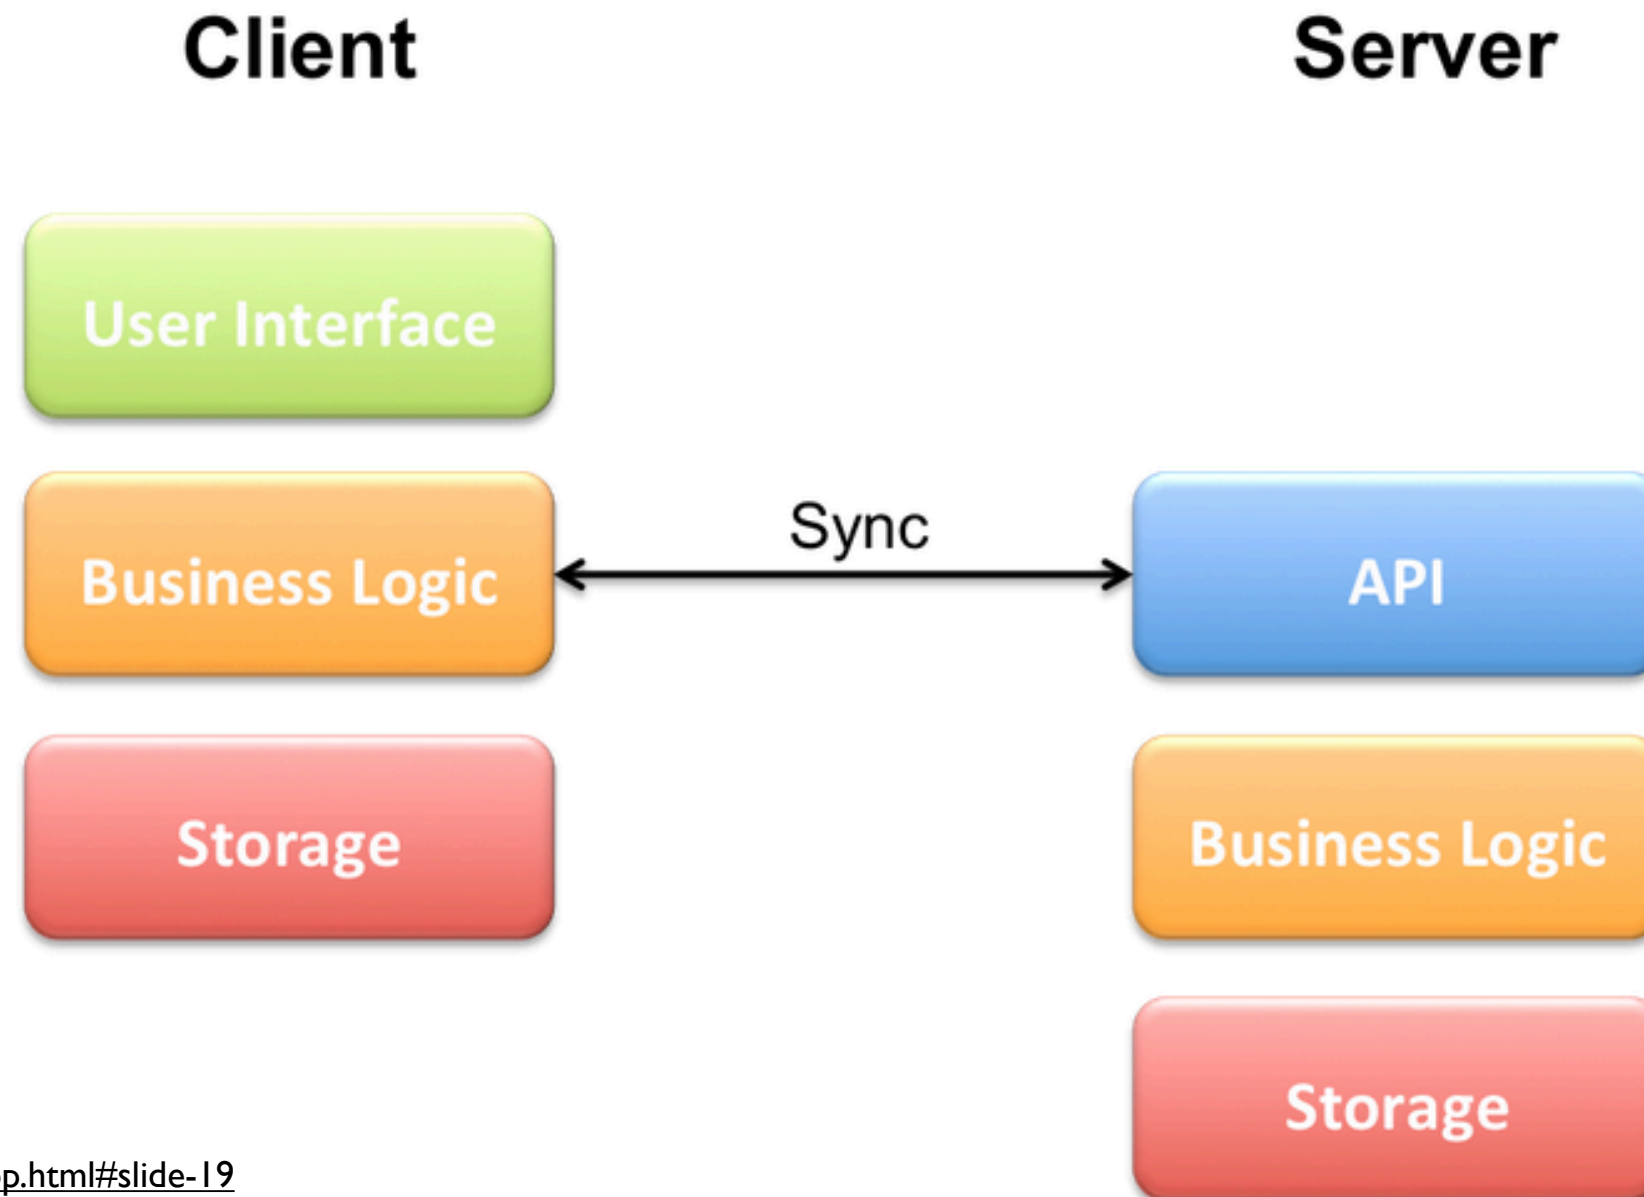 Client
Server
User Interface
Business Logic
Sync
API
Storage
Business Logic
Storage
p.html#slide-19